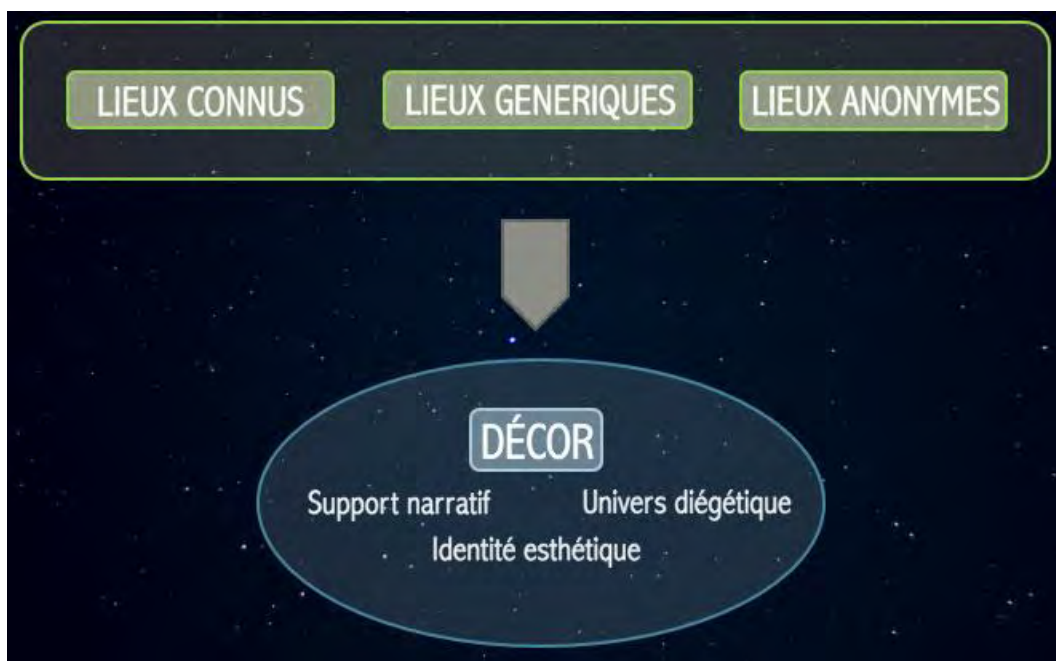 LIEUX CONNUS
LIEUX GENERIQUES
LIEUX ANONYMES
DÉCOR
Support narratif
Univers diégétique
Identité esthétique